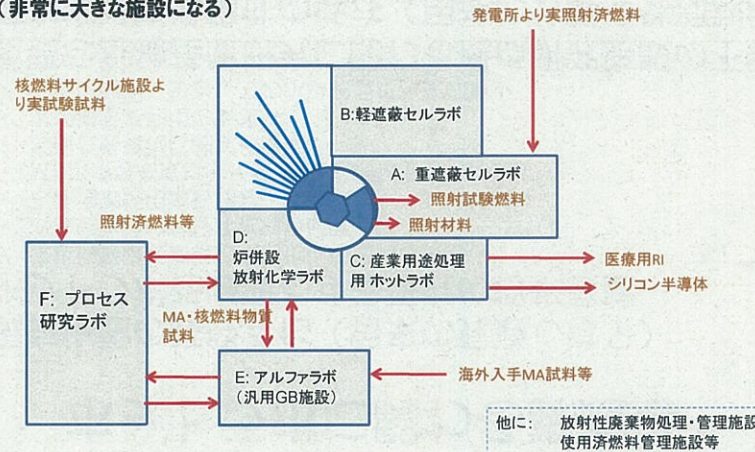 （非常に大きな施設になる）
発電所より実照射済燃料
核燃料サイクル施設よ
り実試験試料
B:軽遮蔽セルラボ
A: 重遮蔽セルラボ
照射試験燃料
照射材料
照射済燃料等
D:
炉併設
放射化学ラボ
C: 産業用途処理
用 ホットラボ
医療用RI
シリコン半導体
F: プロセス
研究ラボ
MA・核燃料物質
試料
E: アルファラボ
（汎用GB施設）
海外入手MA試料等
他に: 放射性廃棄物処理・管理施設
使用済燃料管理施設等